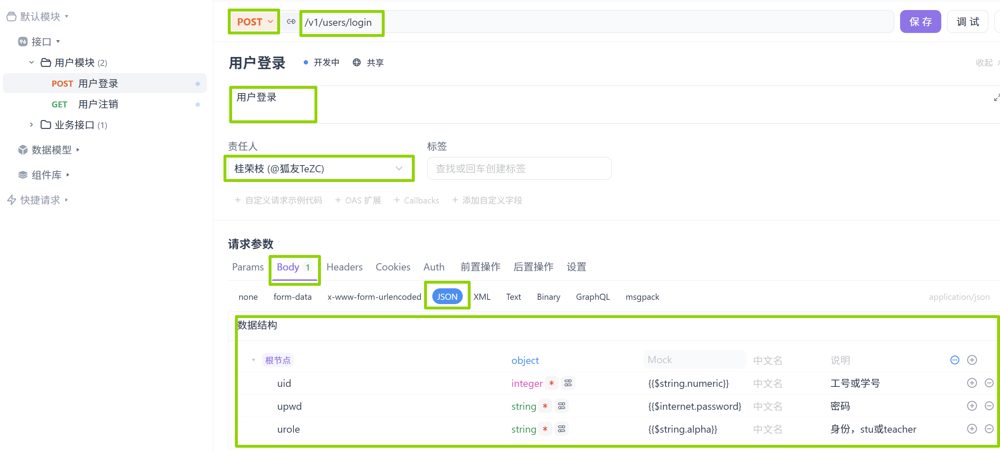 默认模块
接口
用户模块 (2)
POST 用户登录
GET 用户注销
业务接口 (1)
数据模型
组件库
快捷请求
POST /v1/users/login 保 存 调 试
用户登录 开发中 共享 收起
用户登录
责任人 标签
桂荣枝 (@狐友TeZC) 查找或回车创建标签
+ 自定义请求示例代码 + OAS 扩展 + Callbacks + 添加自定义字段
请求参数
Params Body 1 Headers Cookies Auth 前置操作 后置操作 设置
none form-data x-www-form-urlencoded JSON XML Text Binary GraphQL msgpack application/json
数据结构
根节点 object Mock 中文名 说明
uid integer * {{$string.numeric}} 中文名 工号或学号
upwd string * {{$internet.password} 中文名 密码
urole string * {{$string.alpha}} 中文名 身份，stu或teacher